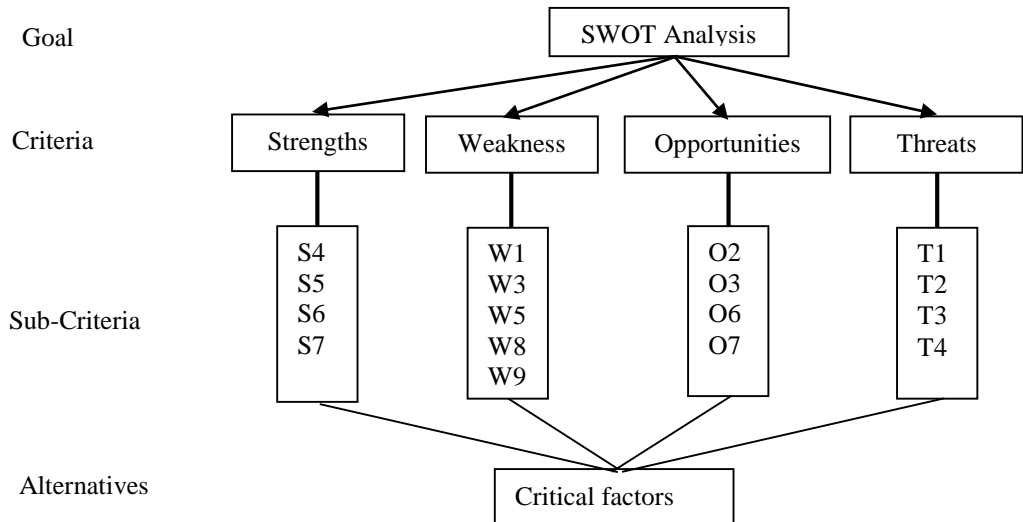 Goal
SWOT Analysis
Criteria
Strengths
Weakness
Opportunities
Threats
Sub-Criteria
S4
S5
S6
S7
W1
W3
W5
W8
W9
O2
O3
O6
O7
T1
T2
T3
T4
Alternatives
Critical factors